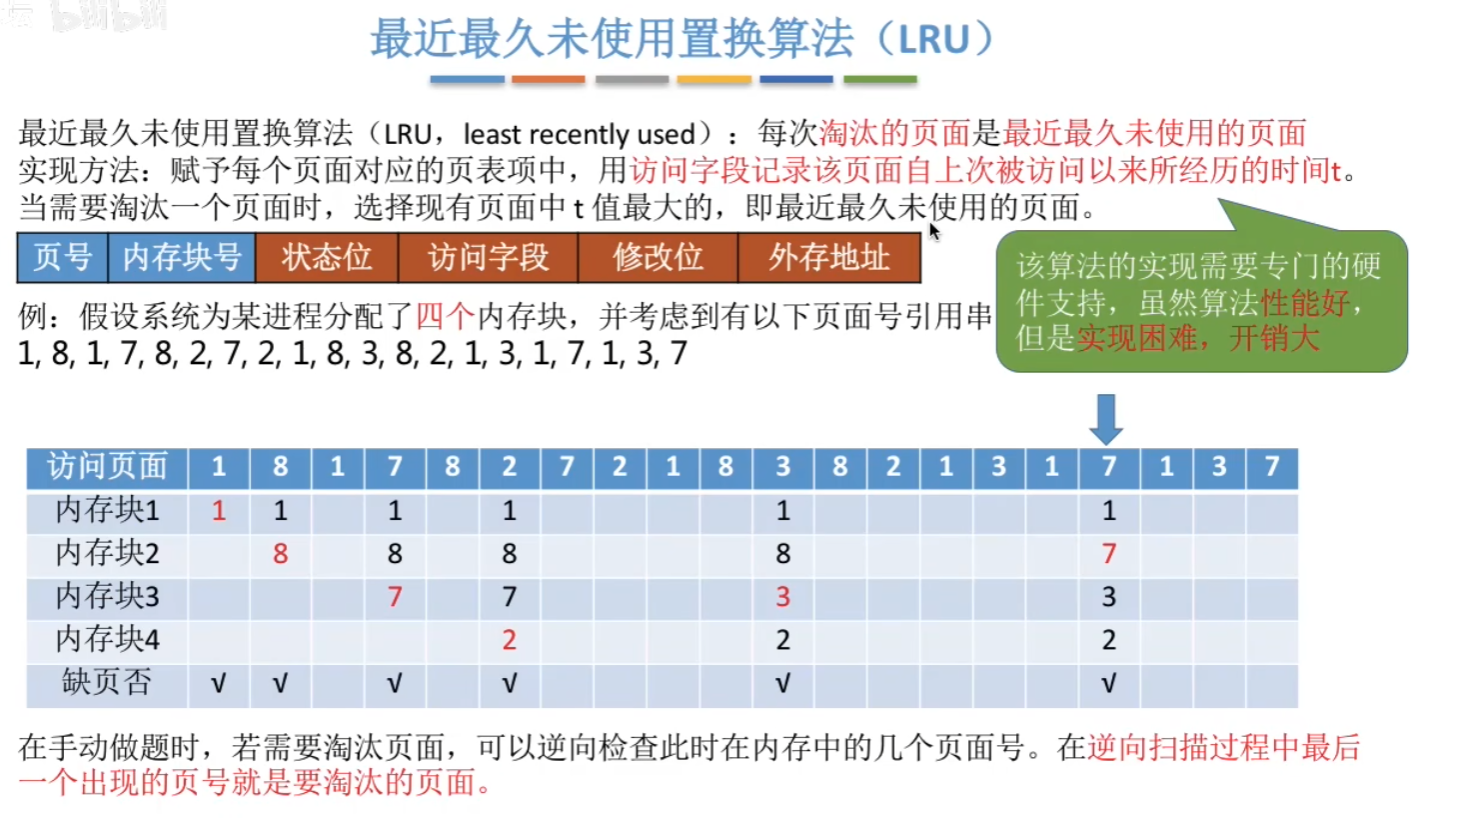 最近最久未使用置换算法（LRU）
最近最久未使用置换算法（LRU，least recently used）：每次淘汰的页面是最近最久未使用的页面
实现方法：赋予每个页面对应的页表项中，用访问字段记录该页面自上次被访问以来所经历的时间t。
当需要淘汰一个页面时，选择现有页面中 t 值最大的，即最近最久未使用的页面。
页号 内存块号 状态位 访问字段 修改位 外存地址
该算法的实现需要专门的硬
件支持，虽然算法性能好，
但是实现困难，开销大
例：假设系统为某进程分配了四个内存块，并考虑到有以下页面号引用串
1, 8, 1, 7, 8, 2, 7, 2, 1, 8, 3, 8, 2, 1, 3, 1, 7, 1, 3, 7
访问页面 1 8 1 7 8 2 7 2 1 8 3 8 2 1 3 1 7 1 3 7
内存块1 1 1 1 1 1 1
内存块2 8 8 8 8 7
内存块3 7 7 3 3
内存块4 2 2 2
缺页否 √ √ √ √ √ √
在手动做题时，若需要淘汰页面，可以逆向检查此时在内存中的几个页面号。在逆向扫描过程中最后
一个出现的页号就是要淘汰的页面。